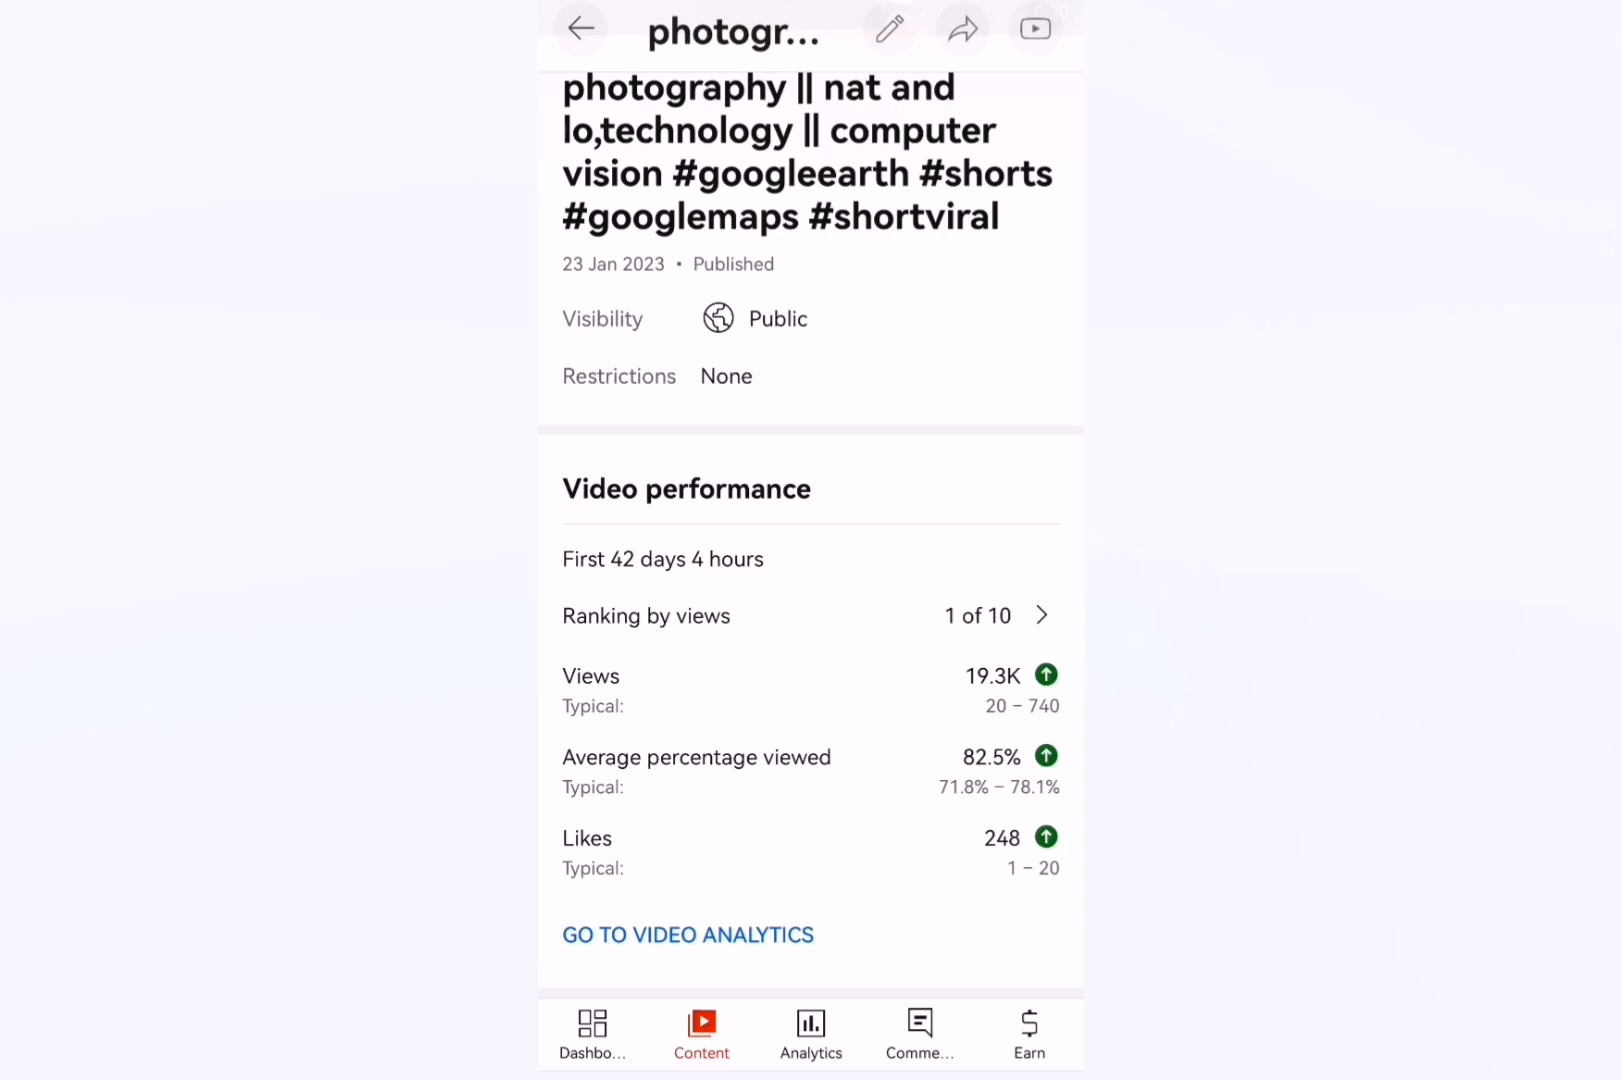 photogr...
photography || nat and
lo,technology || computer
vision #googleearth #shorts
#googlemaps #shortviral
23 Jan 2023 • Published
Visibility Public
Restrictions None
Video performance
First 42 days 4 hours
Ranking by views 1 of 10
Views 19.3K
Typical: 20 – 740
Average percentage viewed 82.5%
Typical: 71.8% – 78.1%
Likes 248
Typical: 1 – 20
GO TO VIDEO ANALYTICS
Dashbo... Content Analytics Comme... Earn